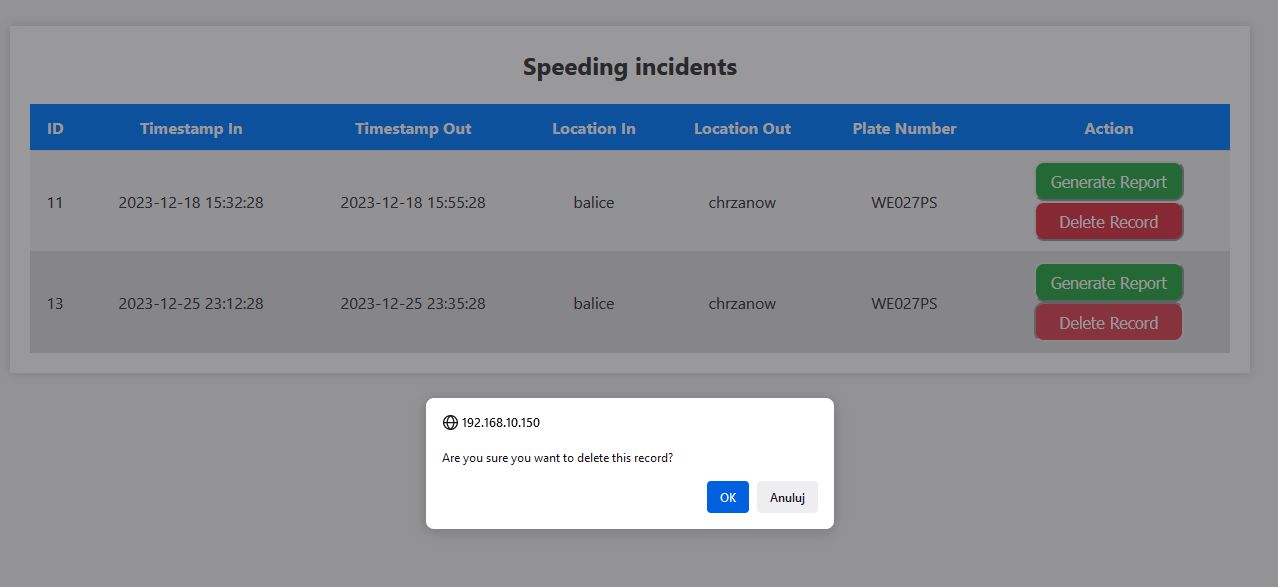 Speeding incidents
ID Timestamp In Timestamp Out Location In Location Out Plate Number Action
11 2023-12-18 15:32:28 2023-12-18 15:55:28 balice chrzanow WE027PS Generate Report
Delete Record
13 2023-12-25 23:12:28 2023-12-25 23:35:28 balice chrzanow WE027PS Generate Report
Delete Record
192.168.10.150
Are you sure you want to delete this record?
OK Anuluj